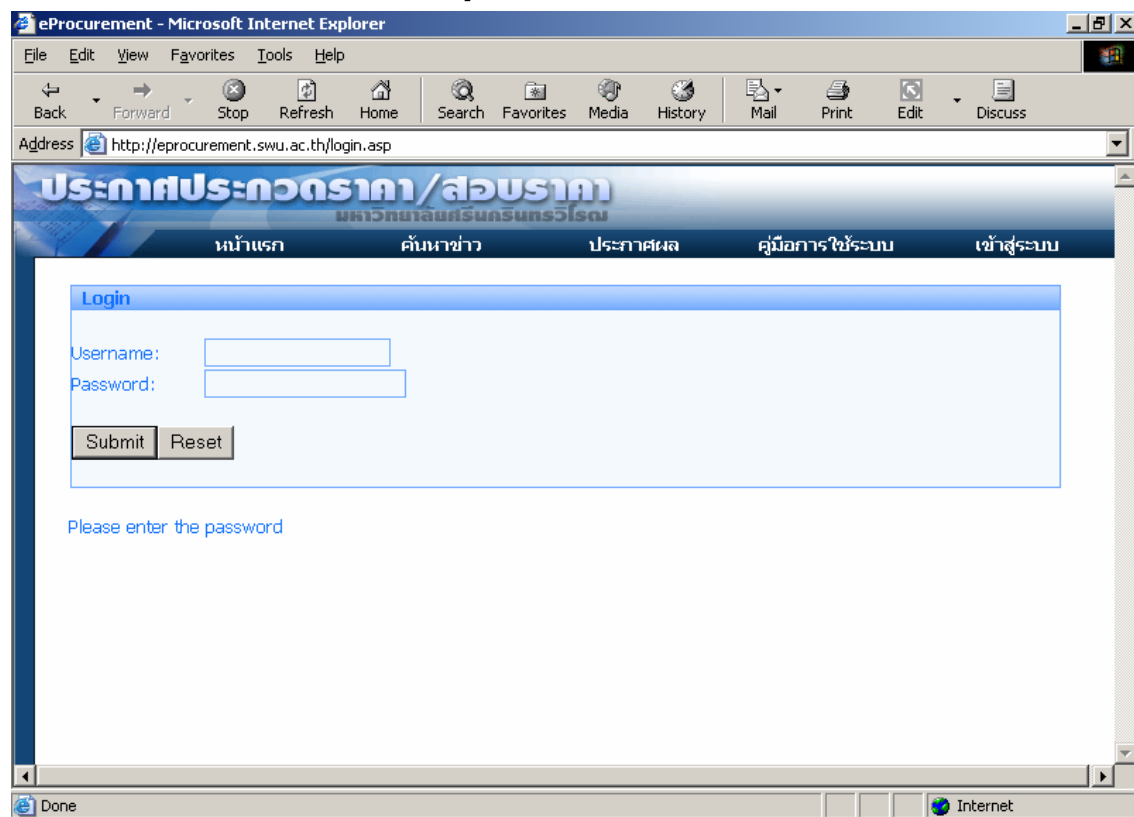 eProcurement - Microsoft Internet Explorer
File Edit View Favorites Tools Help
Back Forward Stop Refresh Home Search Favorites Media History Mail Print Edit Discuss
Address http://eprocurement.swu.ac.th/login.asp
ประกาศประกวดราคา/สอบราคา
มหาวิทยาลัยศรีนครินทรวิโรฒ
หน้าแรก ค้นหาข่าว ประกาศผล คู่มือการใช้ระบบ เข้าสู่ระบบ
Login
Username:
Password:
Submit Reset
Please enter the password
Done Internet